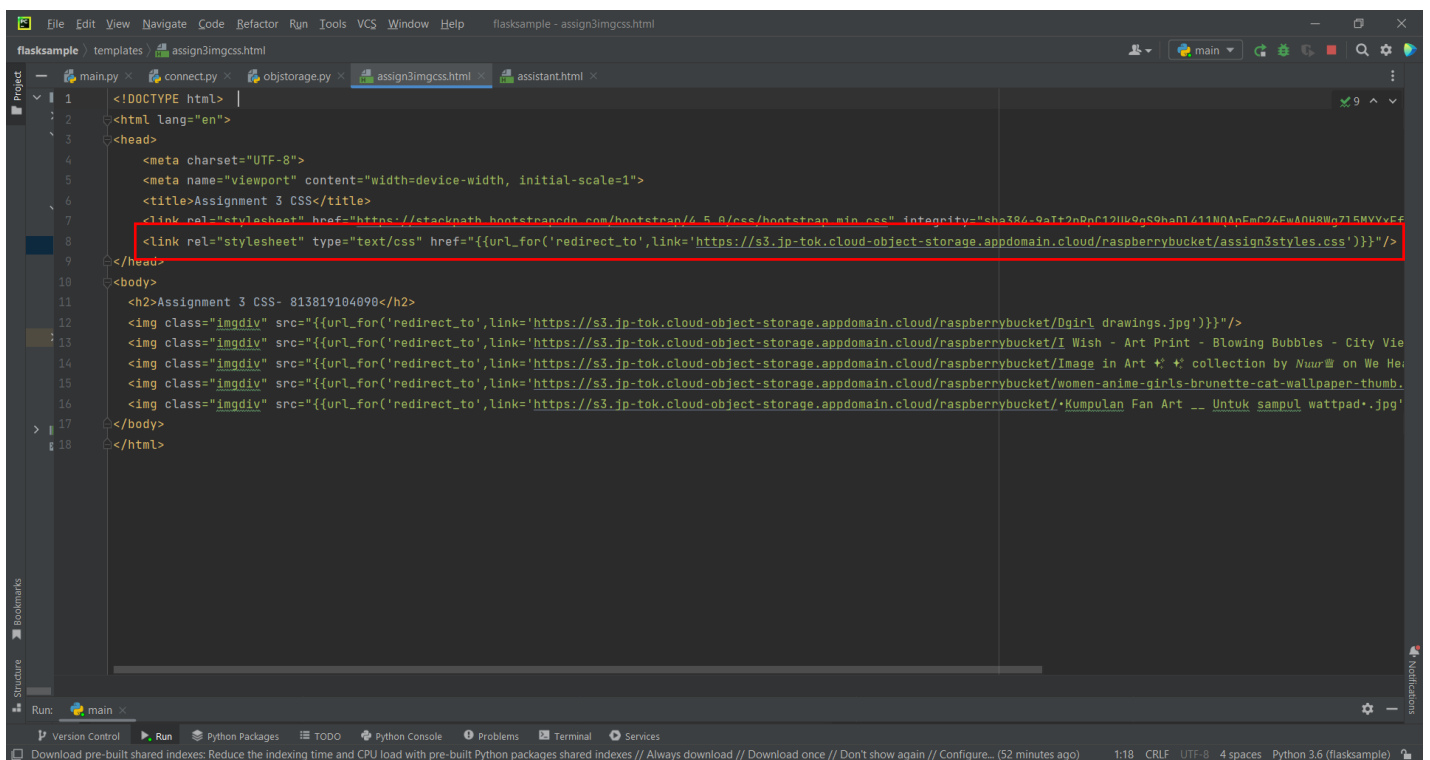 File Edit View Navigate Code Refactor Run Tools VCS Window Help flasksample - assign3imgcss.html
flasksample templates assign3imgcss.html main
main.py connect.py objstorage.py assign3imgcss.html assistant.html
Project
1 <!DOCTYPE html> 9
2 <html lang="en">
3 <head>
4 <meta charset="UTF-8">
5 <meta name="viewport" content="width=device-width, initial-scale=1">
6 <title>Assignment 3 CSS</title>
7 <link rel="stylesheet" href="https://stackpath.bootstrapcdn.com/bootstrap/4.5.0/css/bootstrap.min.css" integrity=
8 <link rel="stylesheet" type="text/css" href="{{url_for('redirect_to',link='https://s3.jp-tok.cloud-object-storage.appdomain.cloud/raspberrybucket/assign3styles.css')}}"/>
9 </head>
10 <body>
11 <h2>Assignment 3 CSS- 813819104090</h2>
12 <img class="imgdiv" src="{{url_for('redirect_to',link='https://s3.jp-tok.cloud-object-storage.appdomain.cloud/raspberrybucket/Dgirl drawings.jpg')}}"/>
13 <img class="imgdiv" src="{{url_for('redirect_to',link='https://s3.jp-tok.cloud-object-storage.appdomain.cloud/raspberrybucket/I Wish - Art Print - Blowing Bubbles - City Vie
14 <img class="imgdiv" src="{{url_for('redirect_to',link='https://s3.jp-tok.cloud-object-storage.appdomain.cloud/raspberrybucket/Image in Art collection by 𝑁𝑢𝑢𝑟♕ on We Hea
15 <img class="imgdiv" src="{{url_for('redirect_to',link='https://s3.jp-tok.cloud-object-storage.appdomain.cloud/raspberrybucket/women-anime-girls-brunette-cat-wallpaper-thumb.
16 <img class="imgdiv" src="{{url_for('redirect_to',link='https://s3.jp-tok.cloud-object-storage.appdomain.cloud/raspberrybucket/•Kumpulan Fan Art __ Untuk sampul wattpad•.jpg'
17 </body>
18 </html>
Bookmarks
Structure
Notifications
Run: main
Version Control Run Python Packages TODO Python Console Problems Terminal Services
Download pre-built shared indexes: Reduce the indexing time and CPU load with pre-built Python packages shared indexes // Always download // Download once // Don't show again // Configure... (52 minutes ago) 1:18 CRLF UTF-8 4 spaces Python 3.6 (flasksample)